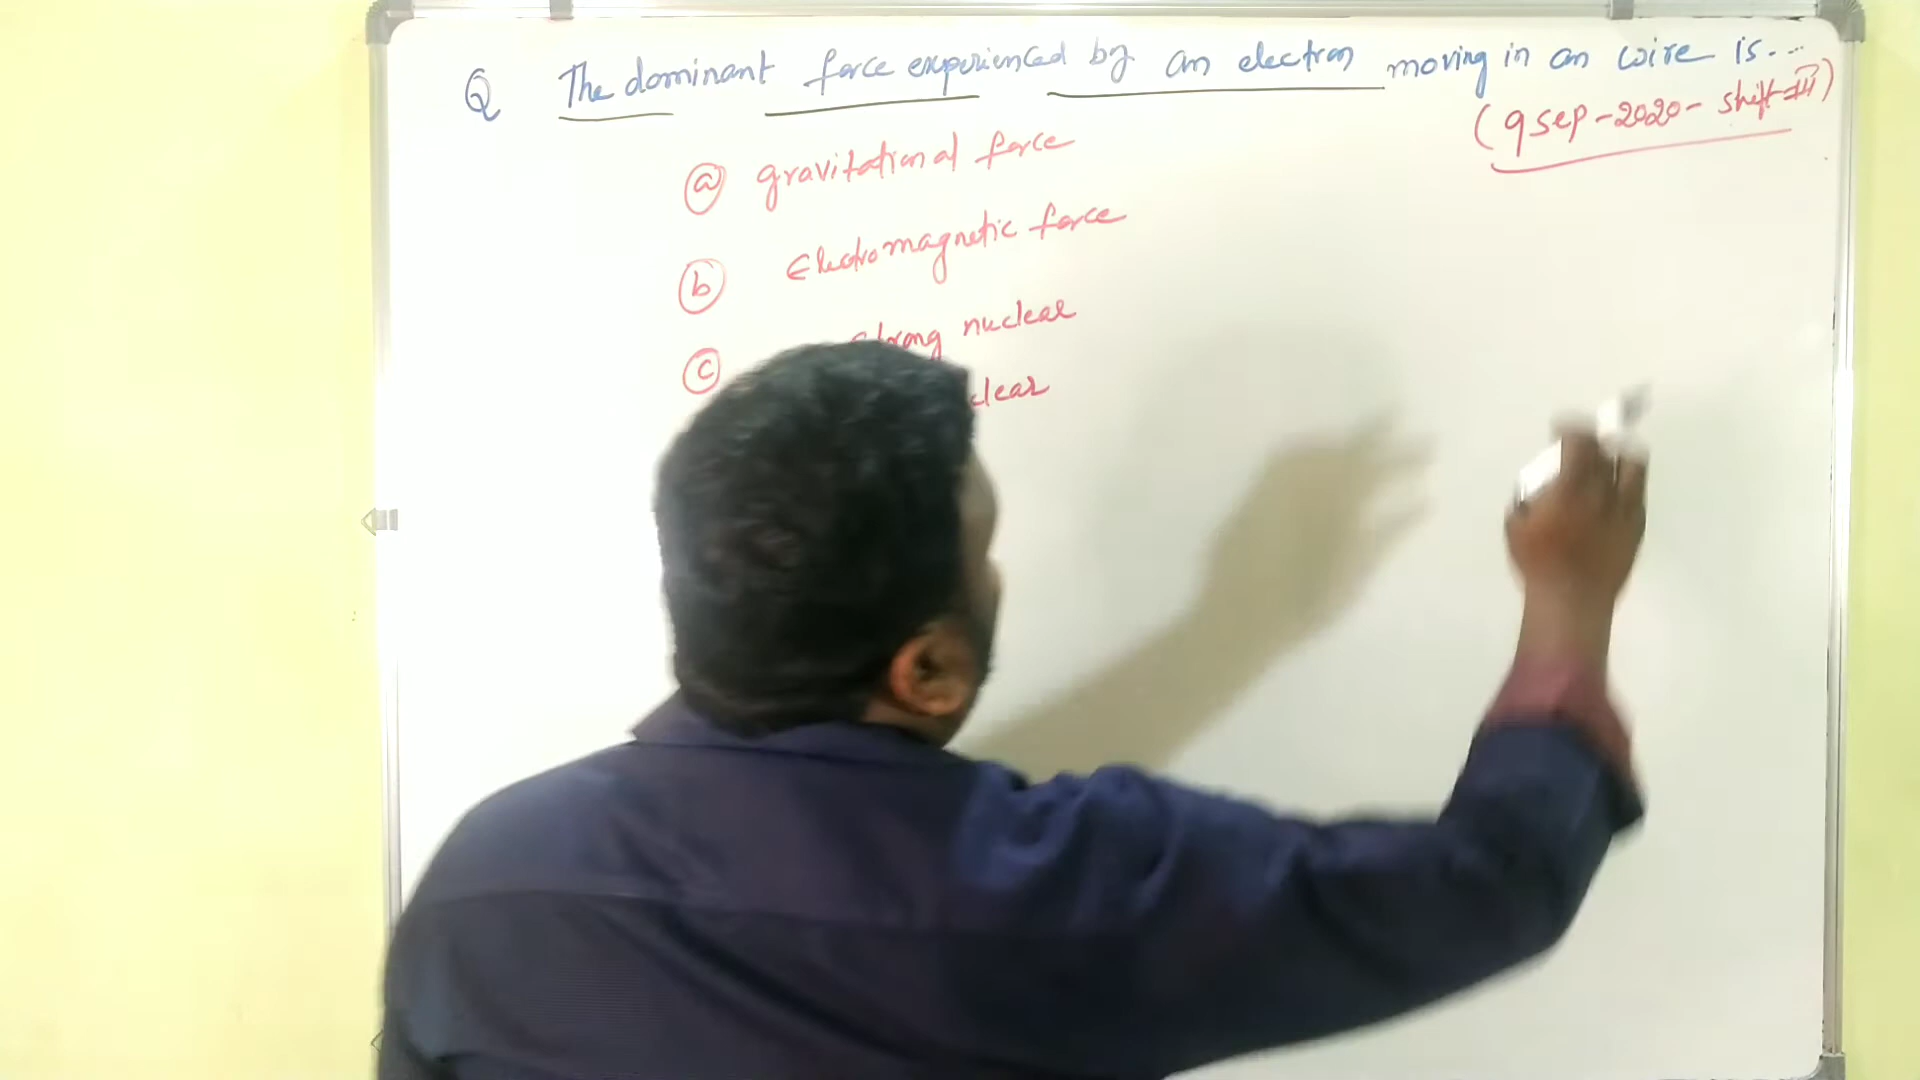 Q The dominant force experienced by an electron moving in an wire is....
(9 Sep - 2020 - shift - III)
(a) gravitational force
(b) Electromagnetic force
(c) strong nuclear
clear